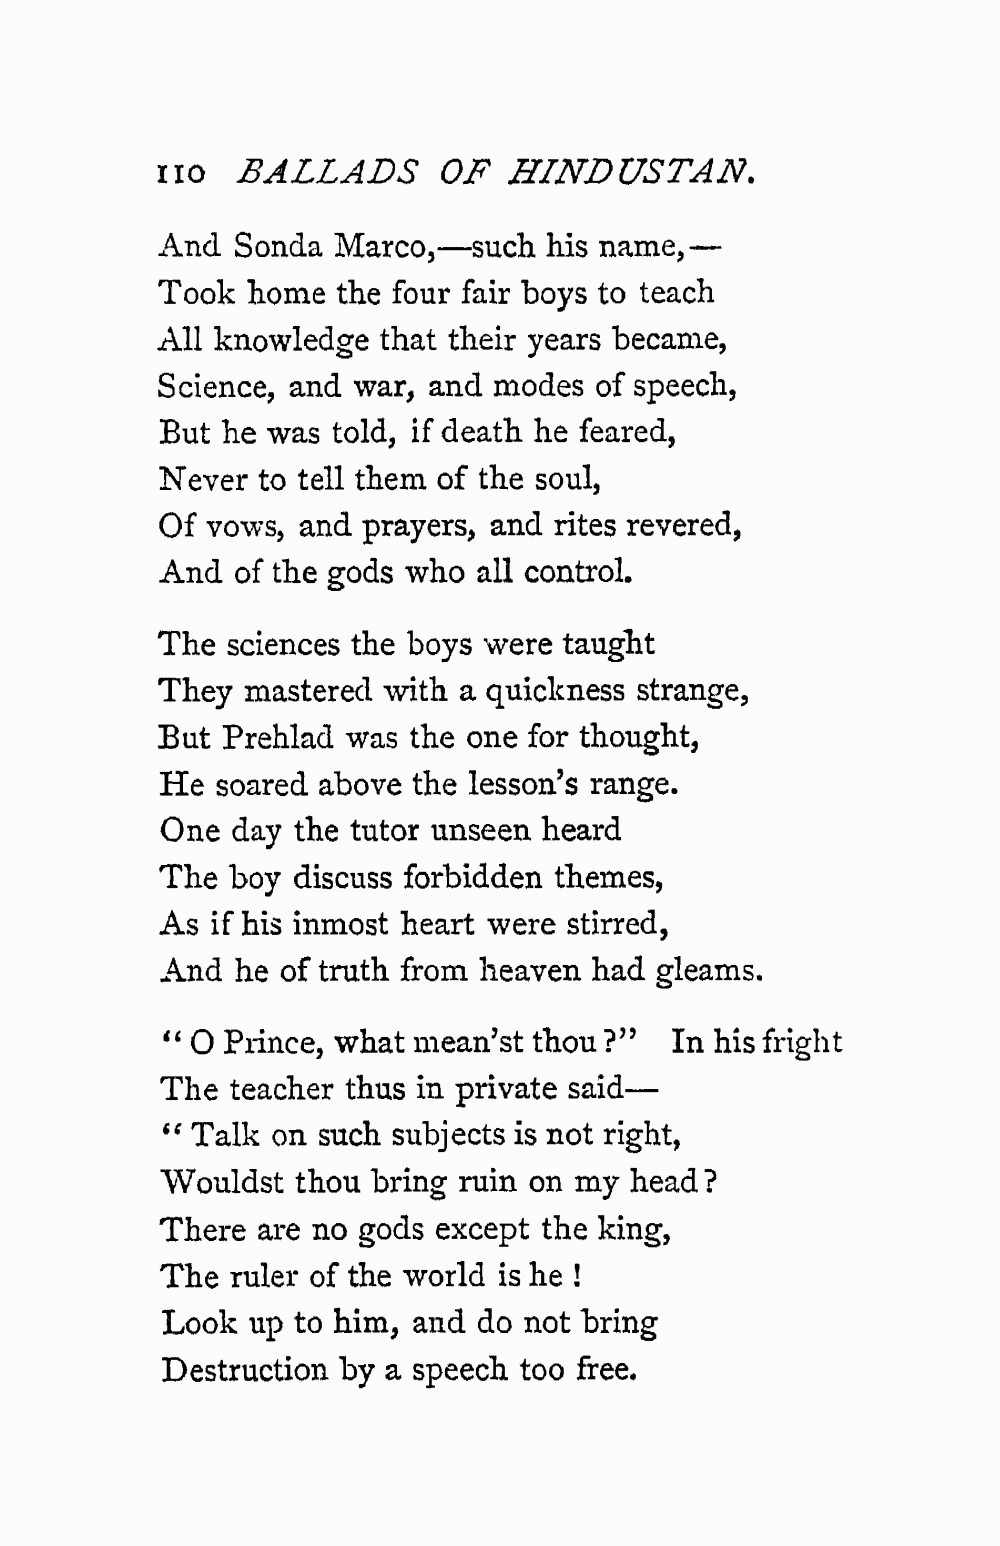 110 BALLADS OF HINDUSTAN.
And Sonda Marco,—such his name,—
Took home the four fair boys to teach
All knowledge that their years became,
Science, and war, and modes of speech,
But he was told, if death he feared,
Never to tell them of the soul,
Of vows, and prayers, and rites revered,
And of the gods who all control.
The sciences the boys were taught
They mastered with a quickness strange,
But Prehlad was the one for thought,
He soared above the lesson's range.
One day the tutor unseen heard
The boy discuss forbidden themes,
As if his inmost heart were stirred,
And he of truth from heaven had gleams.
“ O Prince, what mean'st thou ?” In his fright
The teacher thus in private said—
“ Talk on such subjects is not right,
Wouldst thou bring ruin on my head ?
There are no gods except the king,
The ruler of the world is he !
Look up to him, and do not bring
Destruction by a speech too free.